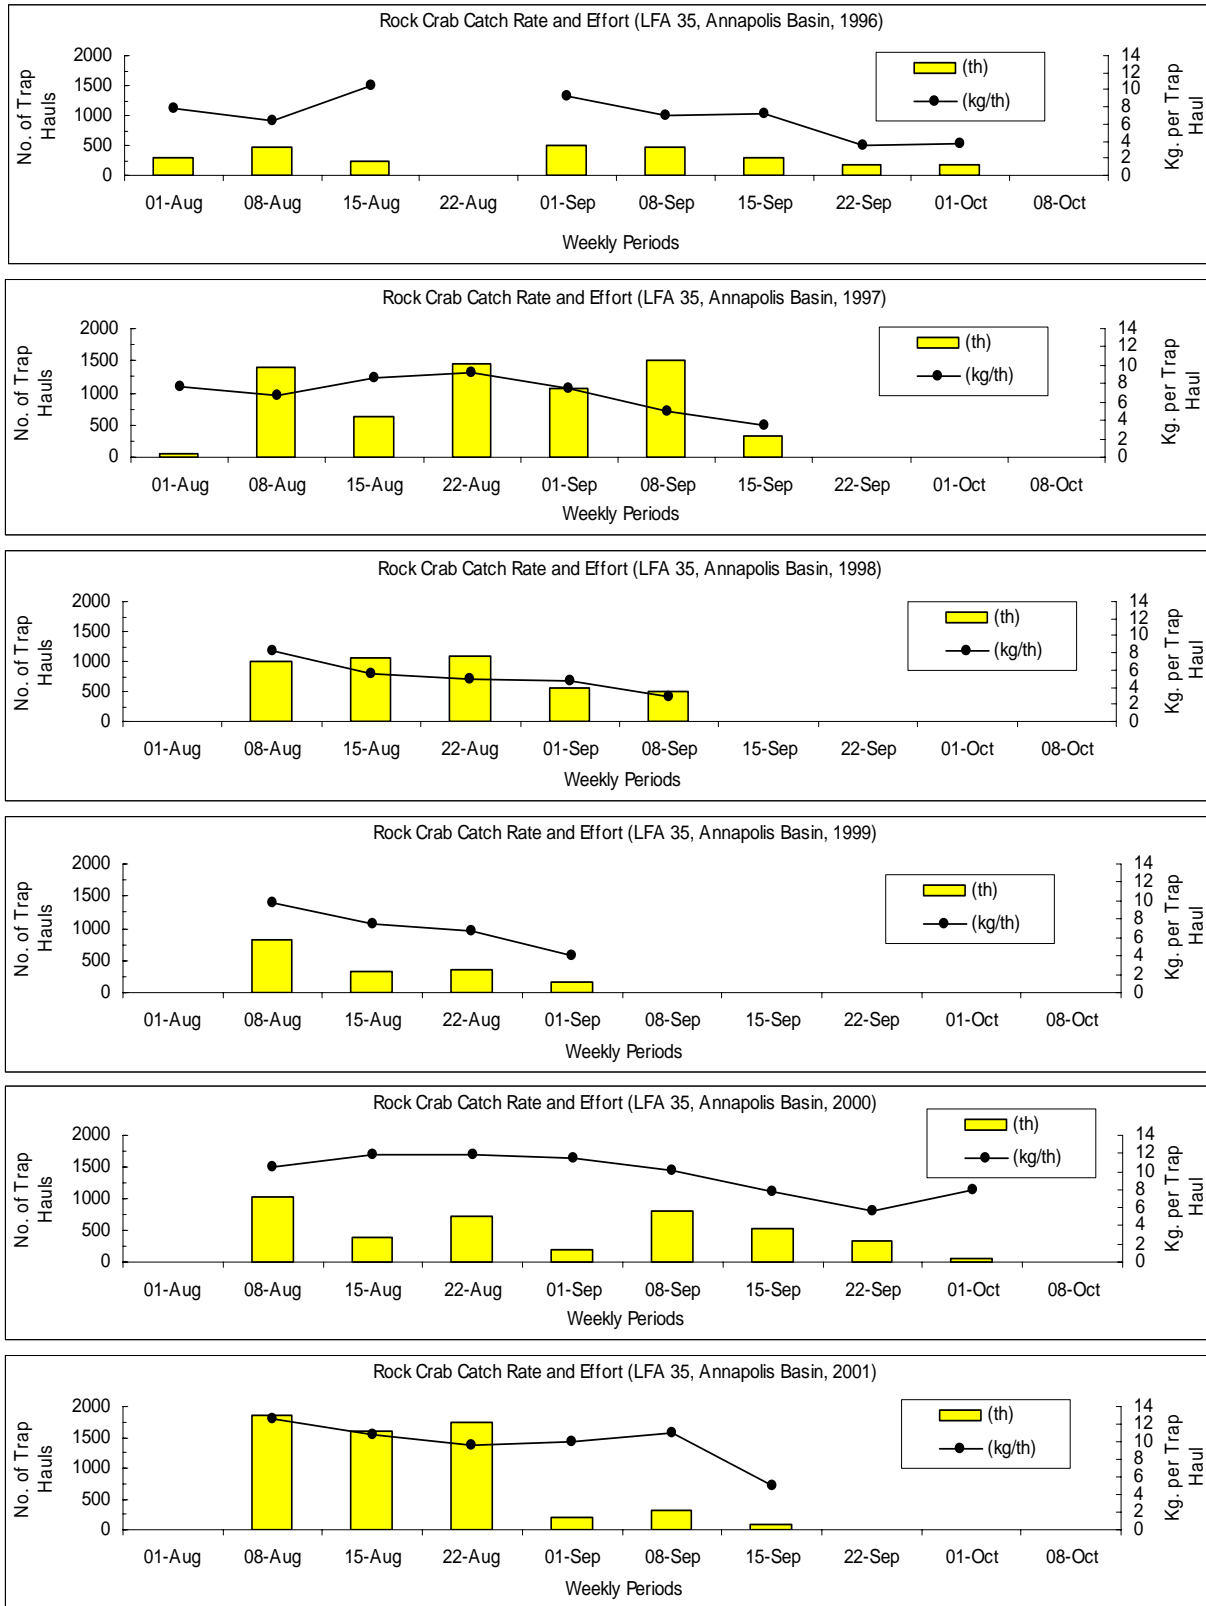 Rock Crab Catch Rate and Effort (LFA 35, Annapolis Basin, 1996)
No. of Trap
Hauls
2000
1500
1000
500
0
(th)
(kg/th)
14
12
10
8
6
4
2
0
Kg. per Trap
Haul
01-Aug 08-Aug 15-Aug 22-Aug 01-Sep 08-Sep 15-Sep 22-Sep 01-Oct 08-Oct
Weekly Periods
Rock Crab Catch Rate and Effort (LFA 35, Annapolis Basin, 1997)
No. of Trap
Hauls
2000
1500
1000
500
0
(th)
(kg/th)
14
12
10
8
6
4
2
0
Kg. per Trap
Haul
01-Aug 08-Aug 15-Aug 22-Aug 01-Sep 08-Sep 15-Sep 22-Sep 01-Oct 08-Oct
Weekly Periods
Rock Crab Catch Rate and Effort (LFA 35, Annapolis Basin, 1998)
No. of Trap
Hauls
2000
1500
1000
500
0
(th)
(kg/th)
14
12
10
8
6
4
2
0
Kg. per Trap
Haul
01-Aug 08-Aug 15-Aug 22-Aug 01-Sep 08-Sep 15-Sep 22-Sep 01-Oct 08-Oct
Weekly Periods
Rock Crab Catch Rate and Effort (LFA 35, Annapolis Basin, 1999)
No. of Trap
Hauls
2000
1500
1000
500
0
(th)
(kg/th)
14
12
10
8
6
4
2
0
Kg. per Trap
Haul
01-Aug 08-Aug 15-Aug 22-Aug 01-Sep 08-Sep 15-Sep 22-Sep 01-Oct 08-Oct
Weekly Periods
Rock Crab Catch Rate and Effort (LFA 35, Annapolis Basin, 2000)
No. of Trap
Hauls
2000
1500
1000
500
0
(th)
(kg/th)
14
12
10
8
6
4
2
0
Kg. per Trap
Haul
01-Aug 08-Aug 15-Aug 22-Aug 01-Sep 08-Sep 15-Sep 22-Sep 01-Oct 08-Oct
Weekly Periods
Rock Crab Catch Rate and Effort (LFA 35, Annapolis Basin, 2001)
No. of Trap
Hauls
2000
1500
1000
500
0
(th)
(kg/th)
14
12
10
8
6
4
2
0
Kg. per Trap
Haul
01-Aug 08-Aug 15-Aug 22-Aug 01-Sep 08-Sep 15-Sep 22-Sep 01-Oct 08-Oct
Weekly Periods